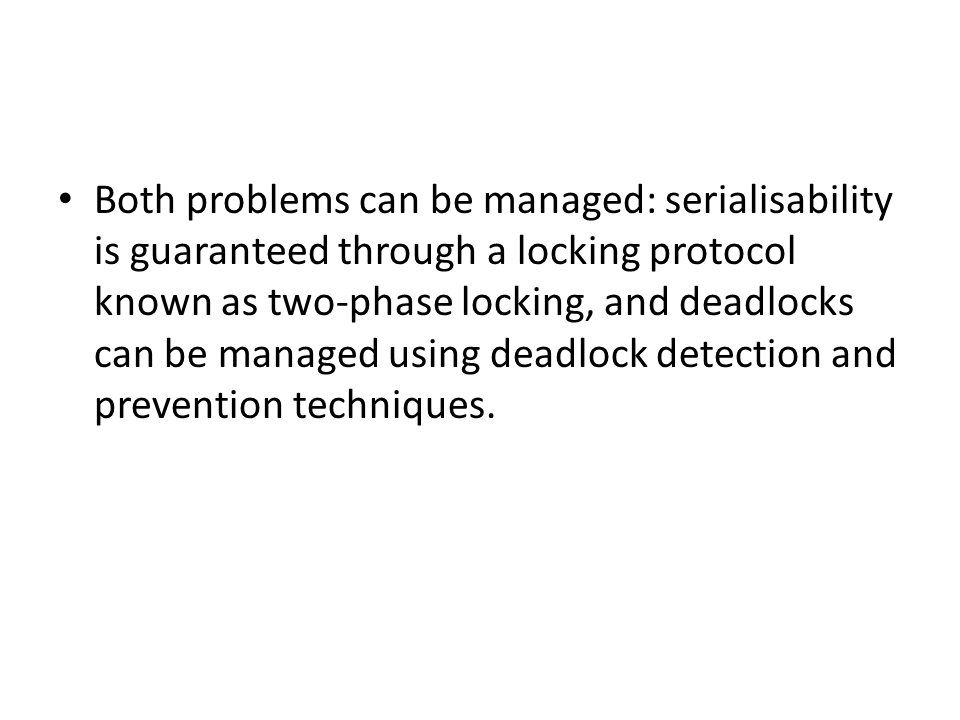 • Both problems can be managed: serialisability
is guaranteed through a locking protocol
known as two-phase locking, and deadlocks
can be managed using deadlock detection and
prevention techniques.